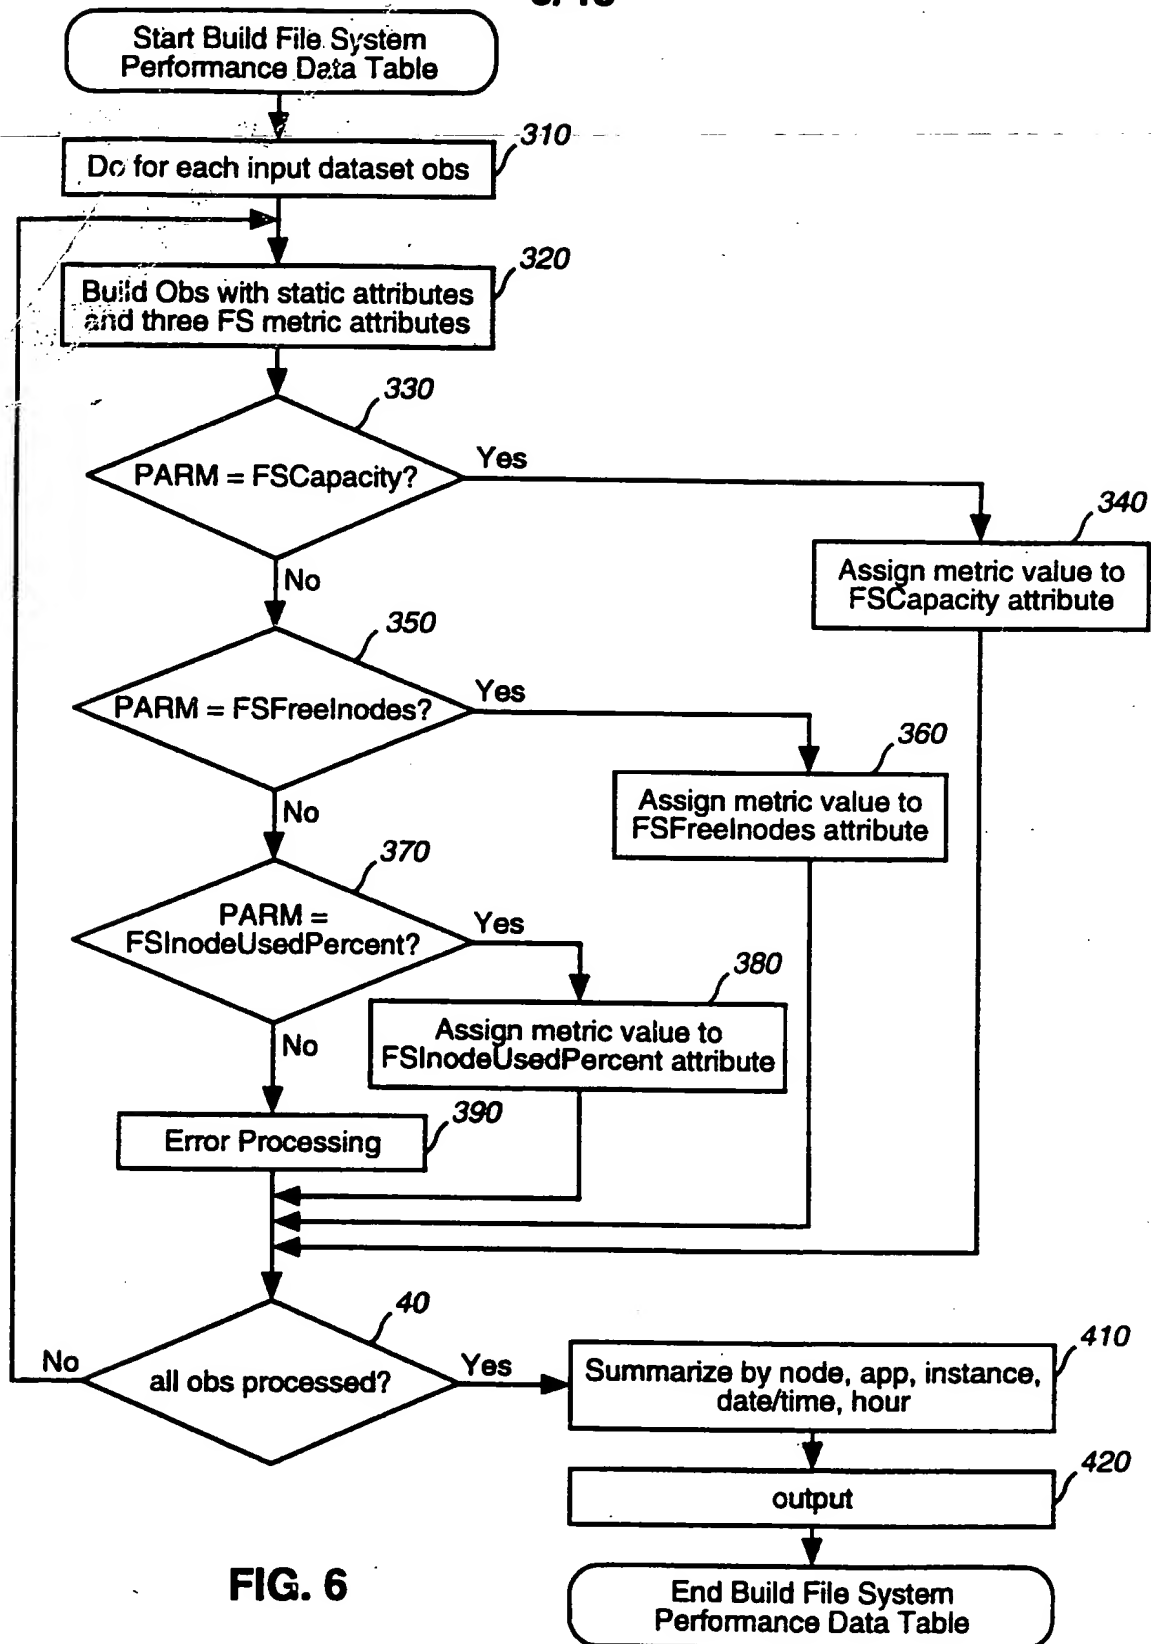 Start Build File System
Performance Data Table
310
Do for each input dataset obs
320
Build Obs with static attributes
and three FS metric attributes
330
PARM = FSCapacity?
Yes
No
340
Assign metric value to
FSCapacity attribute
350
PARM = FSFreeInodes?
Yes
No
360
Assign metric value to
FSFreeInodes attribute
370
PARM =
FSInodeUsedPercent?
Yes
No
380
Assign metric value to
FSInodeUsedPercent attribute
390
Error Processing
40
all obs processed?
No
Yes
410
Summarize by node, app, instance,
date/time, hour
420
output
End Build File System
Performance Data Table
FIG. 6